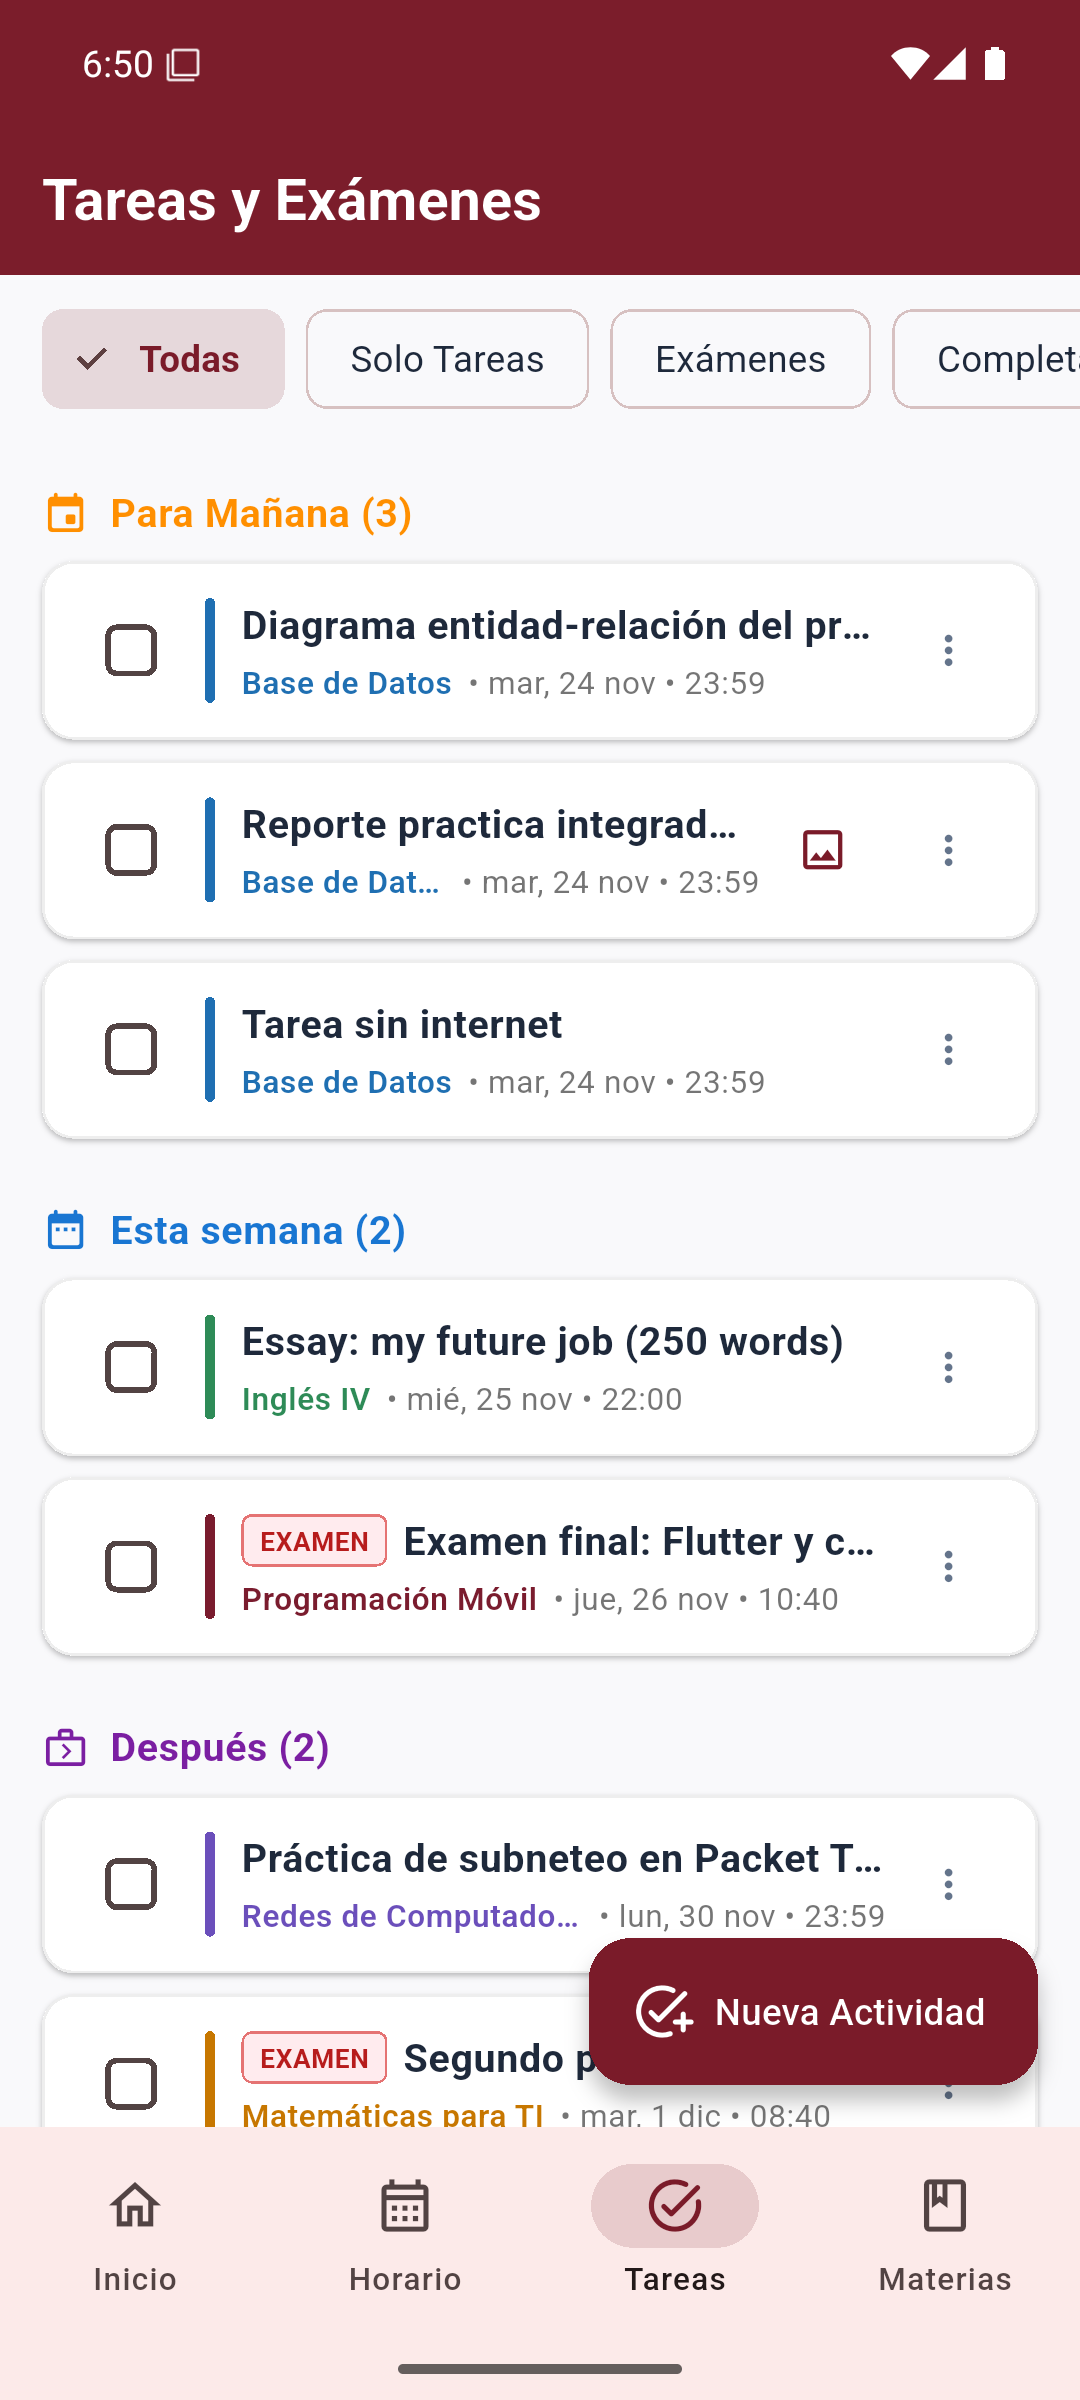 6:50
Tareas y Exámenes
Todas
Solo Tareas
Exámenes
Complet
Para Mañana (3)
Diagrama entidad-relación del pr...
Base de Datos • mar, 24 nov • 23:59
Reporte practica integrad...
Base de Dat... • mar, 24 nov • 23:59
Tarea sin internet
Base de Datos • mar, 24 nov • 23:59
Esta semana (2)
Essay: my future job (250 words)
Inglés IV • mié, 25 nov • 22:00
EXAMEN Examen final: Flutter y c...
Programación Móvil • jue, 26 nov • 10:40
Después (2)
Práctica de subneteo en Packet T...
Redes de Computado... • lun, 30 nov • 23:59
Nueva Actividad
EXAMEN Segundo p
Matemáticas para TI • mar, 1 dic • 08:40
Inicio
Horario
Tareas
Materias